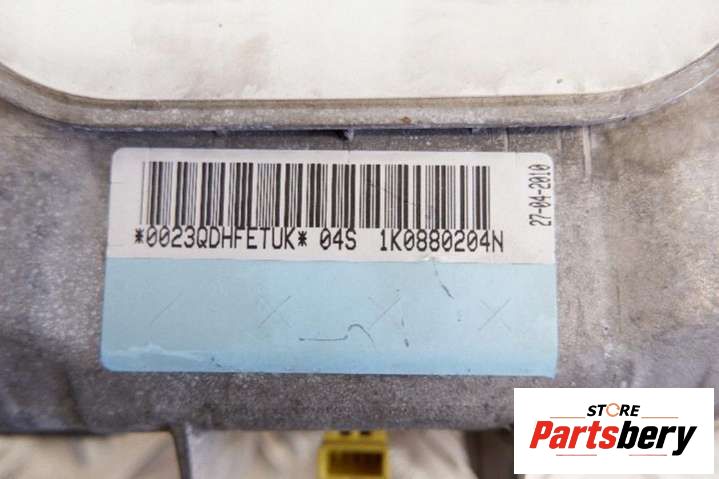 *0023QDHFETUK* 04S 1K0880204N
27-04-2010
STORE
Partsbery